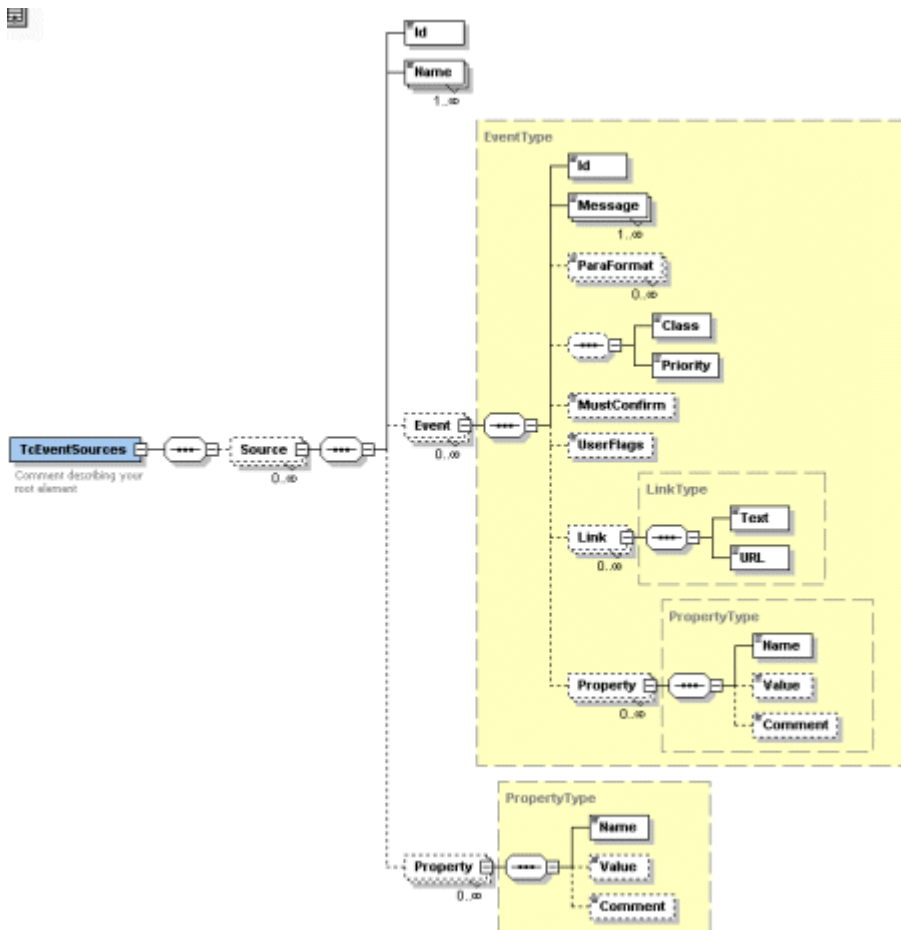 Id
Name
1..∞
EventType
Id
Message
1..∞
ParaFormat
0..∞
Class
Priority
MustConfirm
Event
0..∞
UserFlags
TcEventSources
Source
0..∞
Comment describing your
root element
LinkType
Text
Link
URL
0..∞
PropertyType
Name
Property
Value
0..∞
Comment
PropertyType
Name
Property
Value
0..∞
Comment